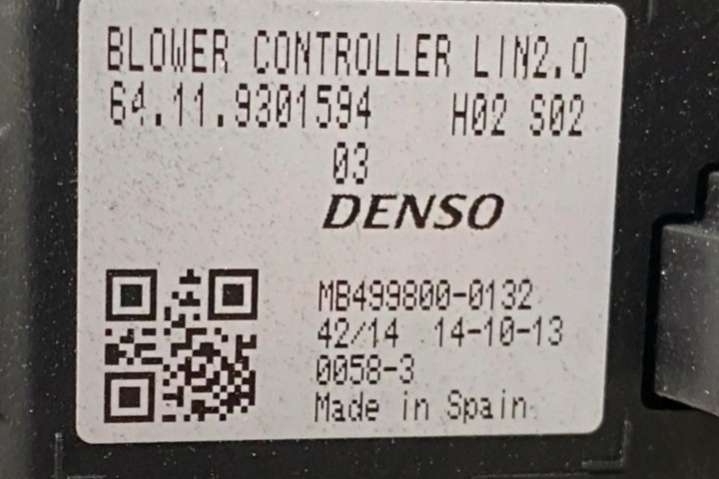 BLOWER CONTROLLER LIN2.0
64.11.9301594 H02 S02
03
DENSO
MB499800-0132
42/14 14-10-13
0058-3
Made in Spain